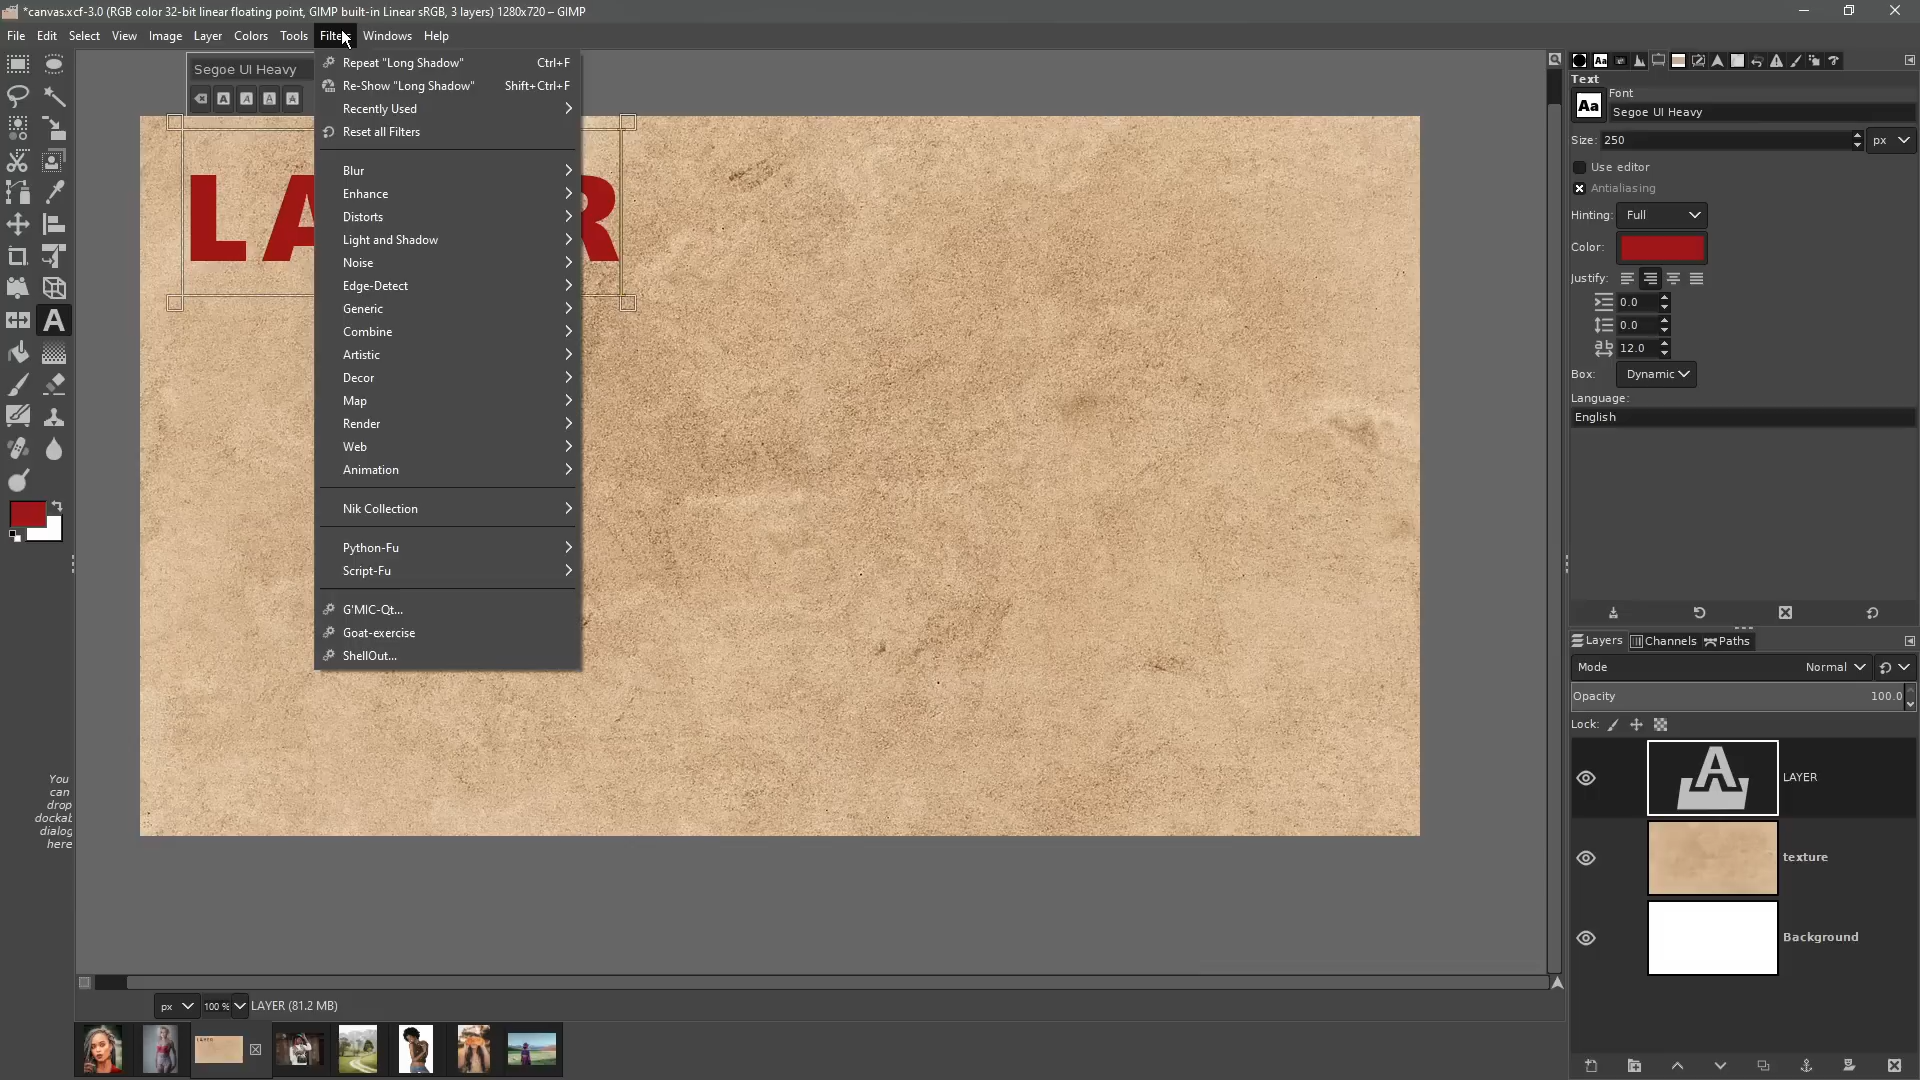 *canvas.xcf-3.0 (RGB color 32-bit linear floating point, GIMP built-in Linear sRGB, 3 layers) 1280x720 – GIMP
File Edit Select View Image Layer Colors Tools Filters Windows Help
Segoe UI Heavy
Repeat "Long Shadow" Ctrl+F
Re-Show "Long Shadow" Shift+Ctrl+F
Recently Used
Reset all Filters
Blur
Enhance
Distorts
Light and Shadow
Noise
Edge-Detect
Generic
Combine
Artistic
Decor
Map
Render
Web
Animation
Nik Collection
Python-Fu
Script-Fu
G'MIC-Qt...
Goat-exercise
ShellOut...
LA R
You
can
drop
dockab
dialog
here
px 100 % LAYER (81.2 MB)
Text
Aa
Font
Segoe UI Heavy
Size: 250 px
Use editor
Antialiasing
Hinting: Full
Color:
Justify:
0.0
0.0
ab 12.0
Box: Dynamic
Language:
English
Layers Channels Paths
Mode Normal
Opacity 100.0
Lock:
LAYER
texture
Background